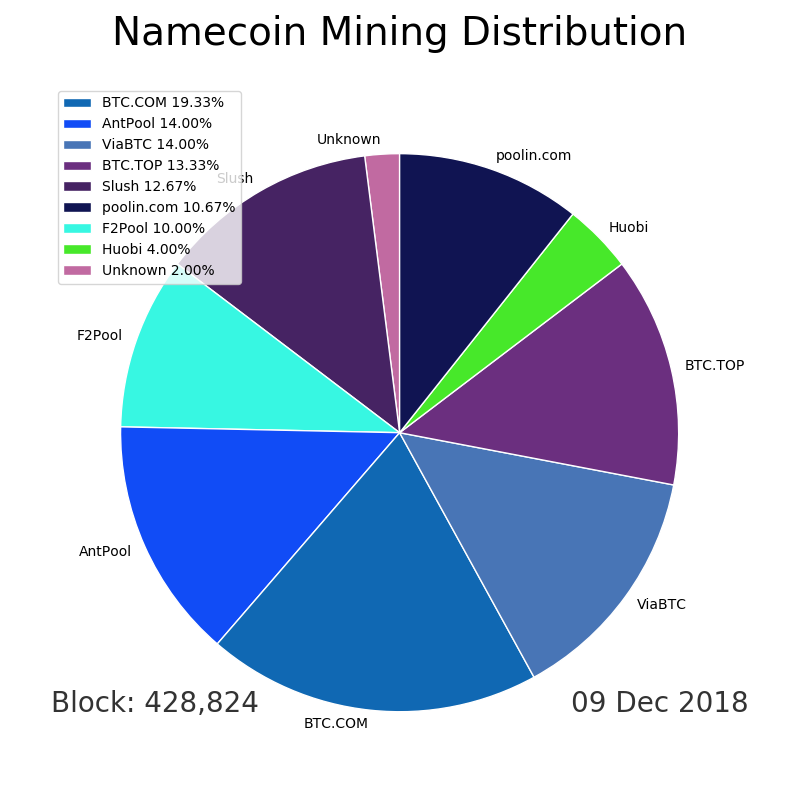 Namecoin Mining Distribution
BTC.COM 19.33%
AntPool 14.00%
ViaBTC 14.00%
BTC.TOP 13.33%
Slush 12.67%
poolin.com 10.67%
F2Pool 10.00%
Huobi 4.00%
Unknown 2.00%
Unknown
poolin.com
Slush
Huobi
F2Pool
BTC.TOP
AntPool
ViaBTC
BTC.COM
Block: 428,824
09 Dec 2018